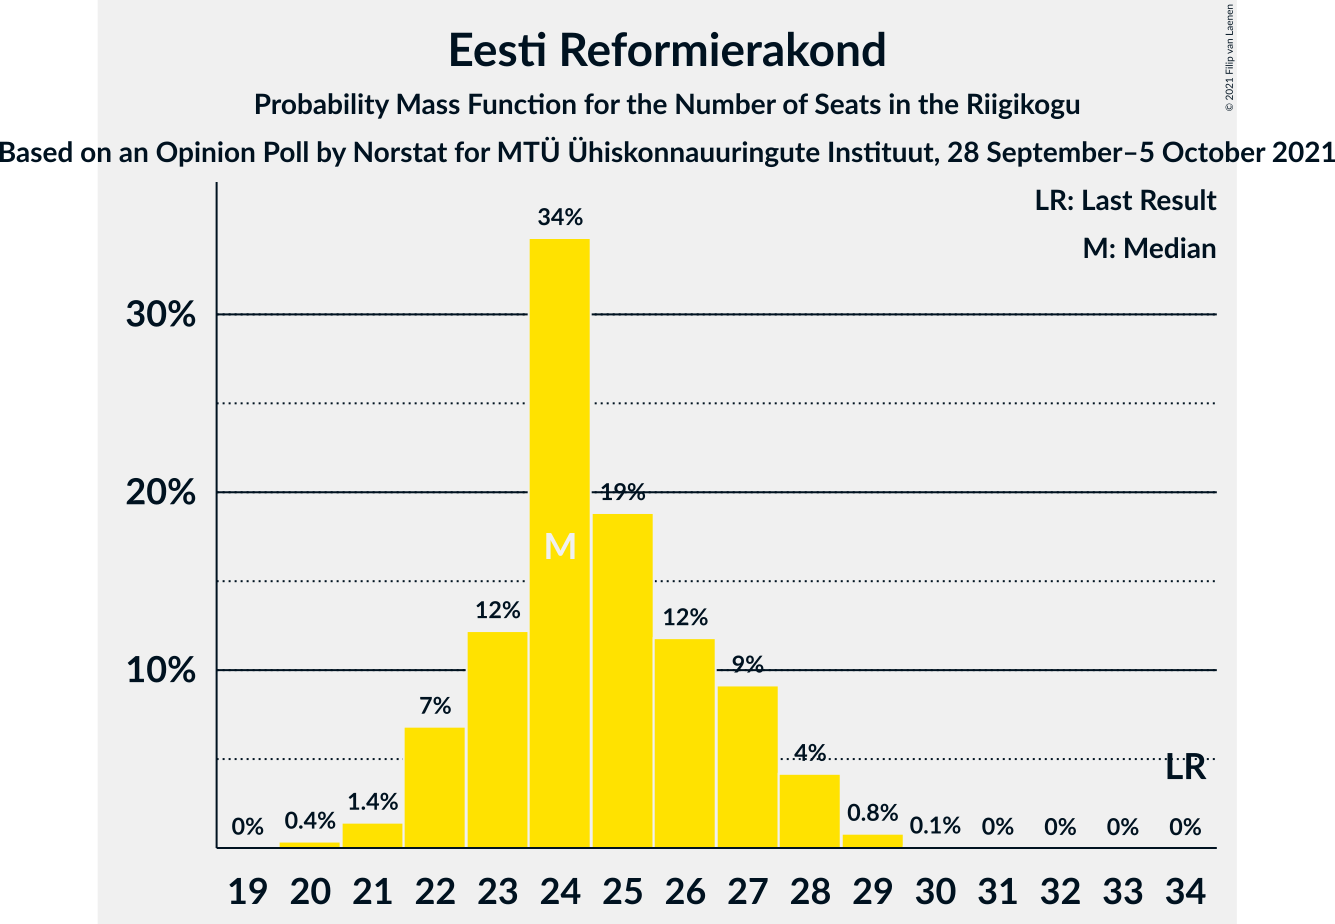 Eesti Reformierakond
Probability Mass Function for the Number of Seats in the Riigikogu
Based on an Opinion Poll by Norstat for MTÜ Ühiskonnauuringute Instituut, 28 September–5 October 2021
© 2021 Filip van Laenen
LR: Last Result
M: Median
34%
30%
20%
19%
M
12%
12%
10%
9%
7%
4%
LR
1.4%
0.8%
0.4%
0.1%
0%
0%
0%
0%
0%
19 20 21 22 23 24 25 26 27 28 29 30 31 32 33 34